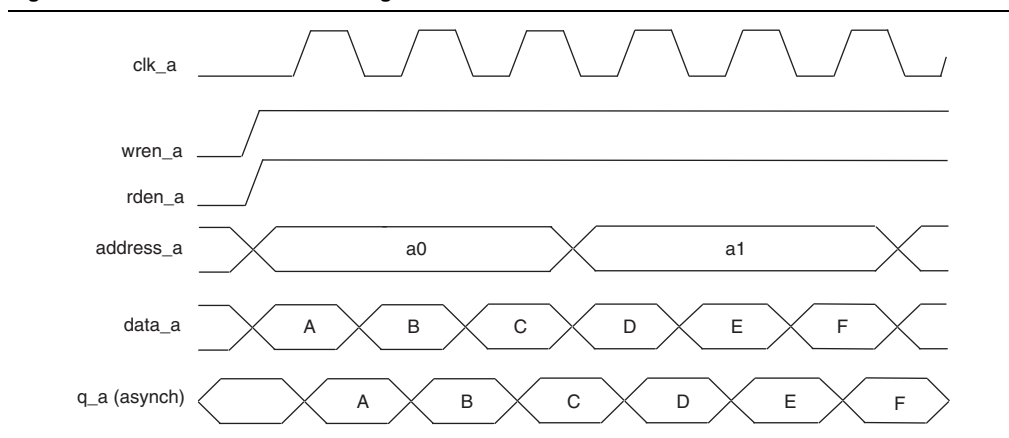 clk_a
wren_a
rden_a
address_a a0 a1
data_a A B C D E F
q_a (asynch) A B C D E F